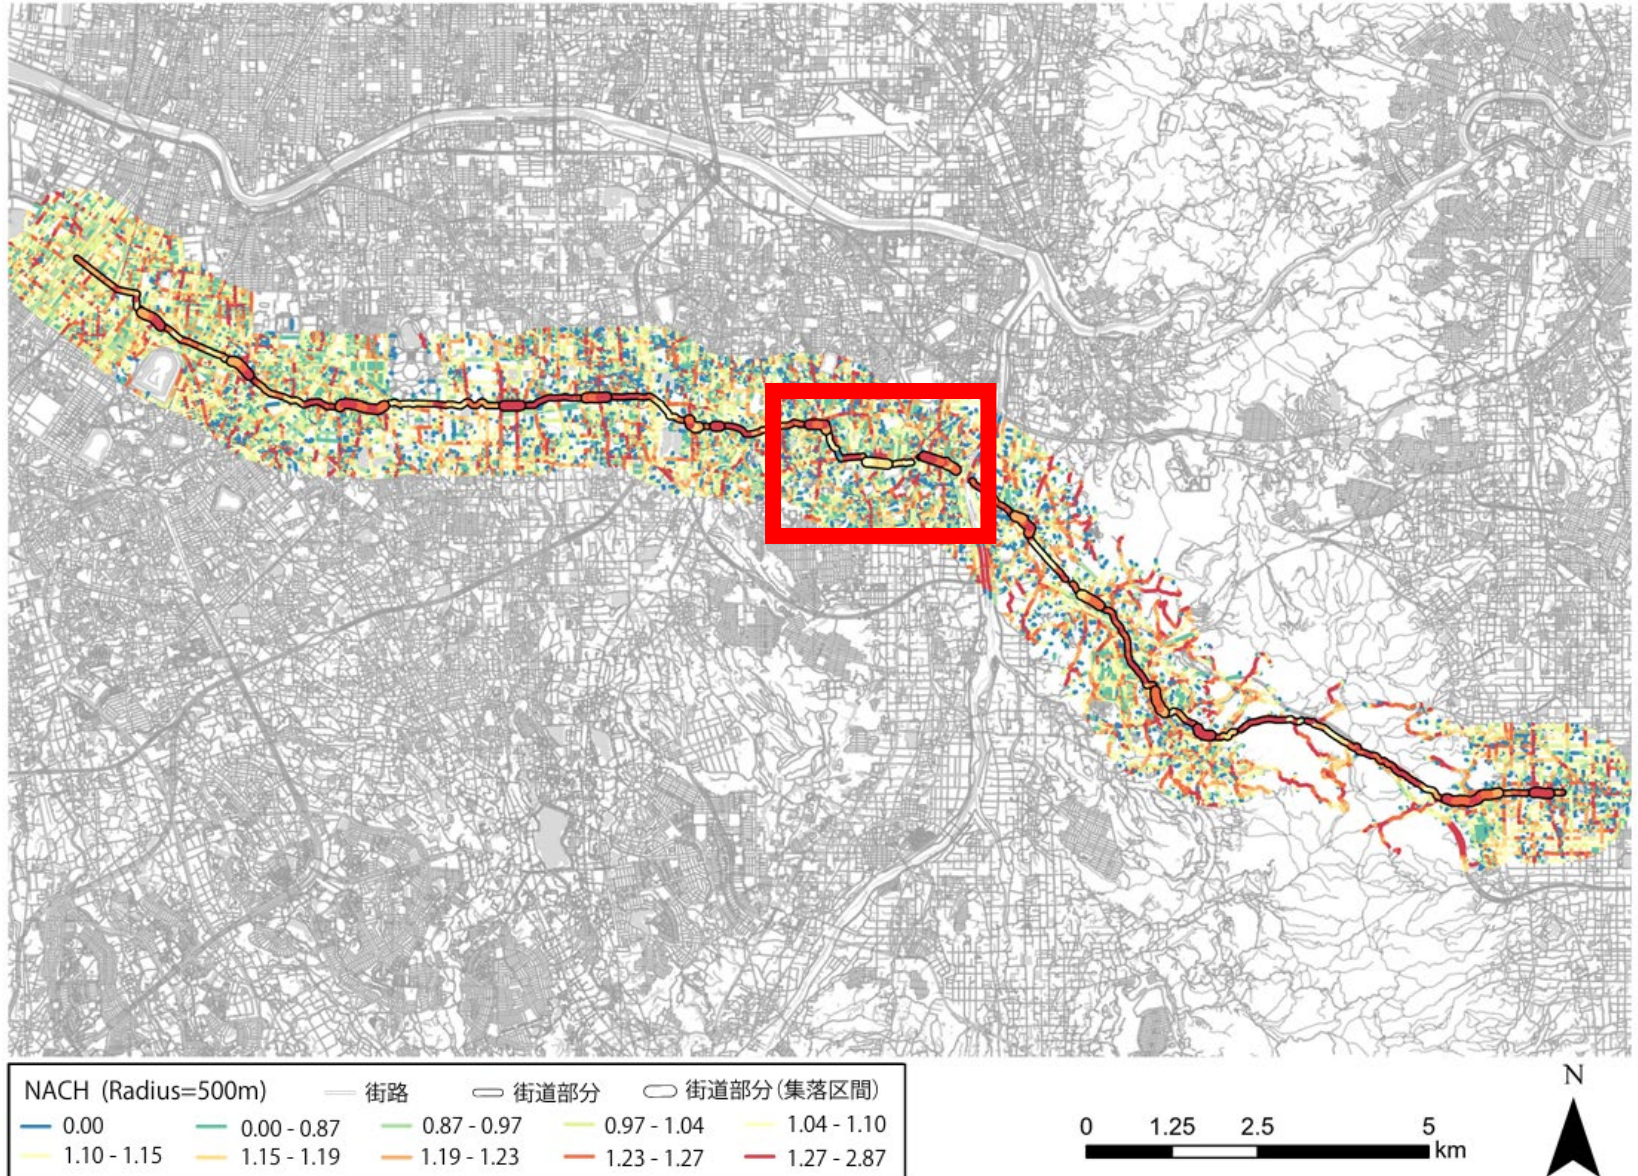 NACH (Radius=500m) 街路 街道部分 街道部分(集落区間)
0.00 0.00 - 0.87 0.87 - 0.97 0.97 - 1.04 1.04 - 1.10
1.10 - 1.15 1.15 - 1.19 1.19 - 1.23 1.23 - 1.27 1.27 - 2.87
0 1.25 2.5 5
km
N